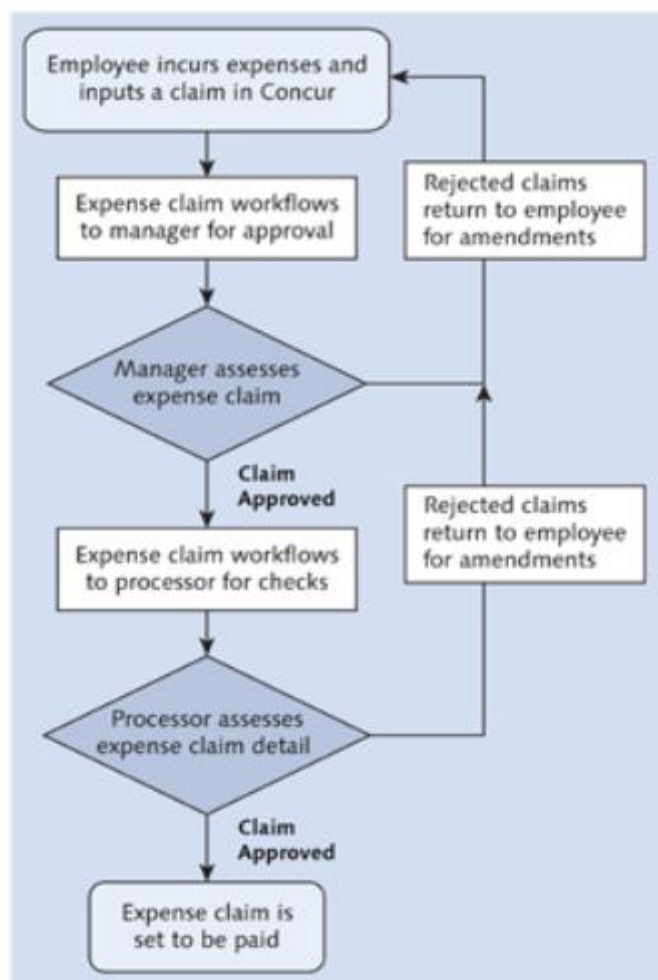 Employee incurs expenses and
inputs a claim in Concur
Expense claim workflows
to manager for approval
Rejected claims
return to employee
for amendments
Manager assesses
expense claim
Claim
Approved
Expense claim workflows
to processor for checks
Rejected claims
return to employee
for amendments
Processor assesses
expense claim detail
Claim
Approved
Expense claim is
set to be paid